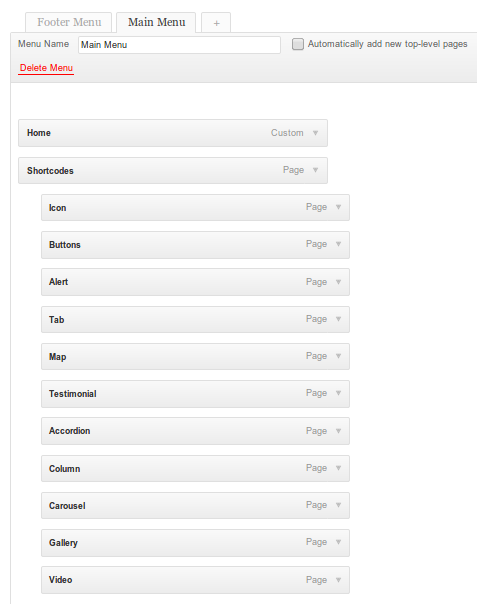 Footer Menu Main Menu +
Menu Name Main Menu Automatically add new top-level pages
Delete Menu
Home Custom ▼
Shortcodes Page ▼
Icon Page ▼
Buttons Page ▼
Alert Page ▼
Tab Page ▼
Map Page ▼
Testimonial Page ▼
Accordion Page ▼
Column Page ▼
Carousel Page ▼
Gallery Page ▼
Video Page ▼